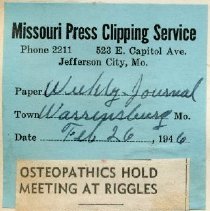 Missouri Press Clipping Service
Phone 2211 523 E. Capitol Ave.
Jefferson City, Mo.
Paper Weekly Journal
Town Warrensburg Mo.
Date Feb 26, 1946
OSTEOPATHICS HOLD
MEETING AT RIGGLES